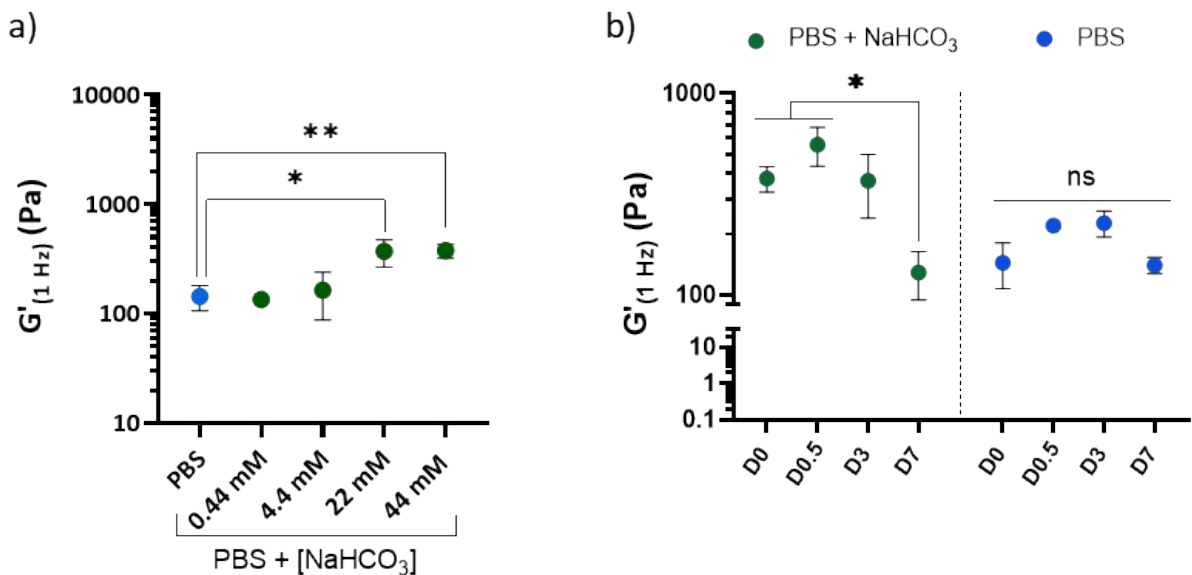 a)
G'(1 Hz) (Pa)
10000
1000
100
10
**
*
PBS
0.44 mM
4.4 mM
22 mM
44 mM
PBS + [NaHCO₃]
b)
PBS + NaHCO₃
PBS
G'(1 Hz) (Pa)
1000
100
10
1
0.1
*
ns
D0
D0.5
D3
D7
D0
D0.5
D3
D7